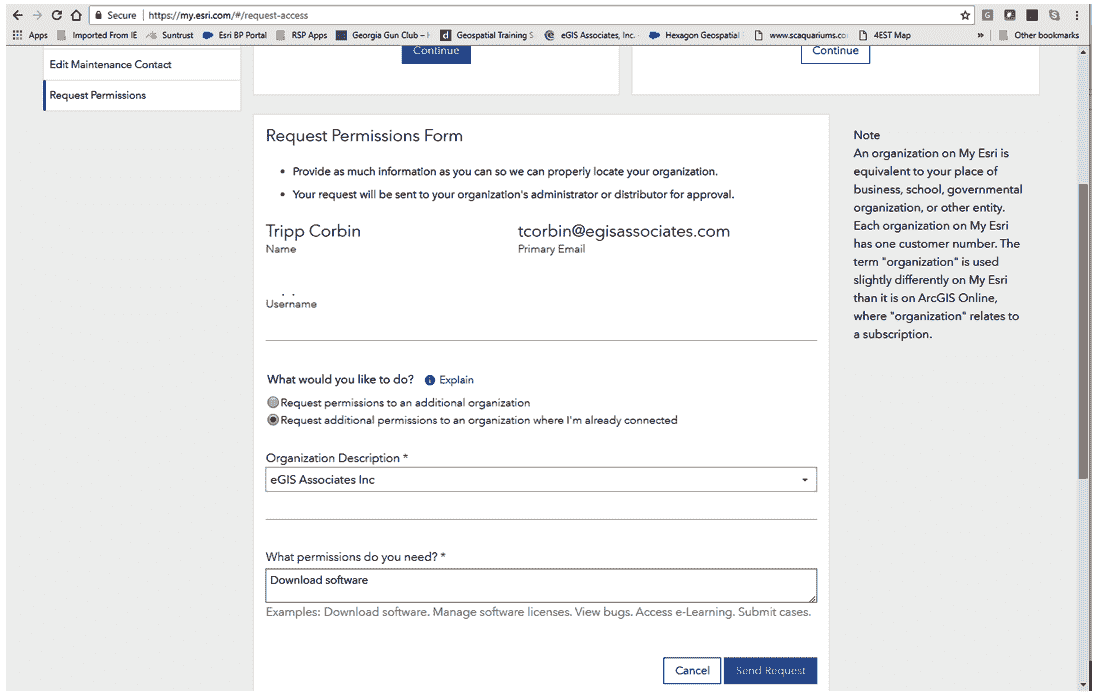 Secure https://my.esri.com/#/request-access
Apps Imported From IE Suntrust Esri BP Portal RSP Apps Georgia Gun Club – Geospatial Training S eGIS Associates, Inc. Hexagon Geospatial www.scaquariums.co 4EST Map » Other bookmarks
Continue Continue
Edit Maintenance Contact
Request Permissions
Request Permissions Form
• Provide as much information as you can so we can properly locate your organization.
• Your request will be sent to your organization's administrator or distributor for approval.
Tripp Corbin tcorbin@egisassociates.com
Name Primary Email
Username
What would you like to do? Explain
Request permissions to an additional organization
Request additional permissions to an organization where I'm already connected
Organization Description *
eGIS Associates Inc
What permissions do you need? *
Download software
Examples: Download software. Manage software licenses. View bugs. Access e-Learning. Submit cases.
Cancel Send Request
Note
An organization on My Esri is
equivalent to your place of
business, school, governmental
organization, or other entity.
Each organization on My Esri
has one customer number. The
term "organization" is used
slightly differently on My Esri
than it is on ArcGIS Online,
where "organization" relates to
a subscription.